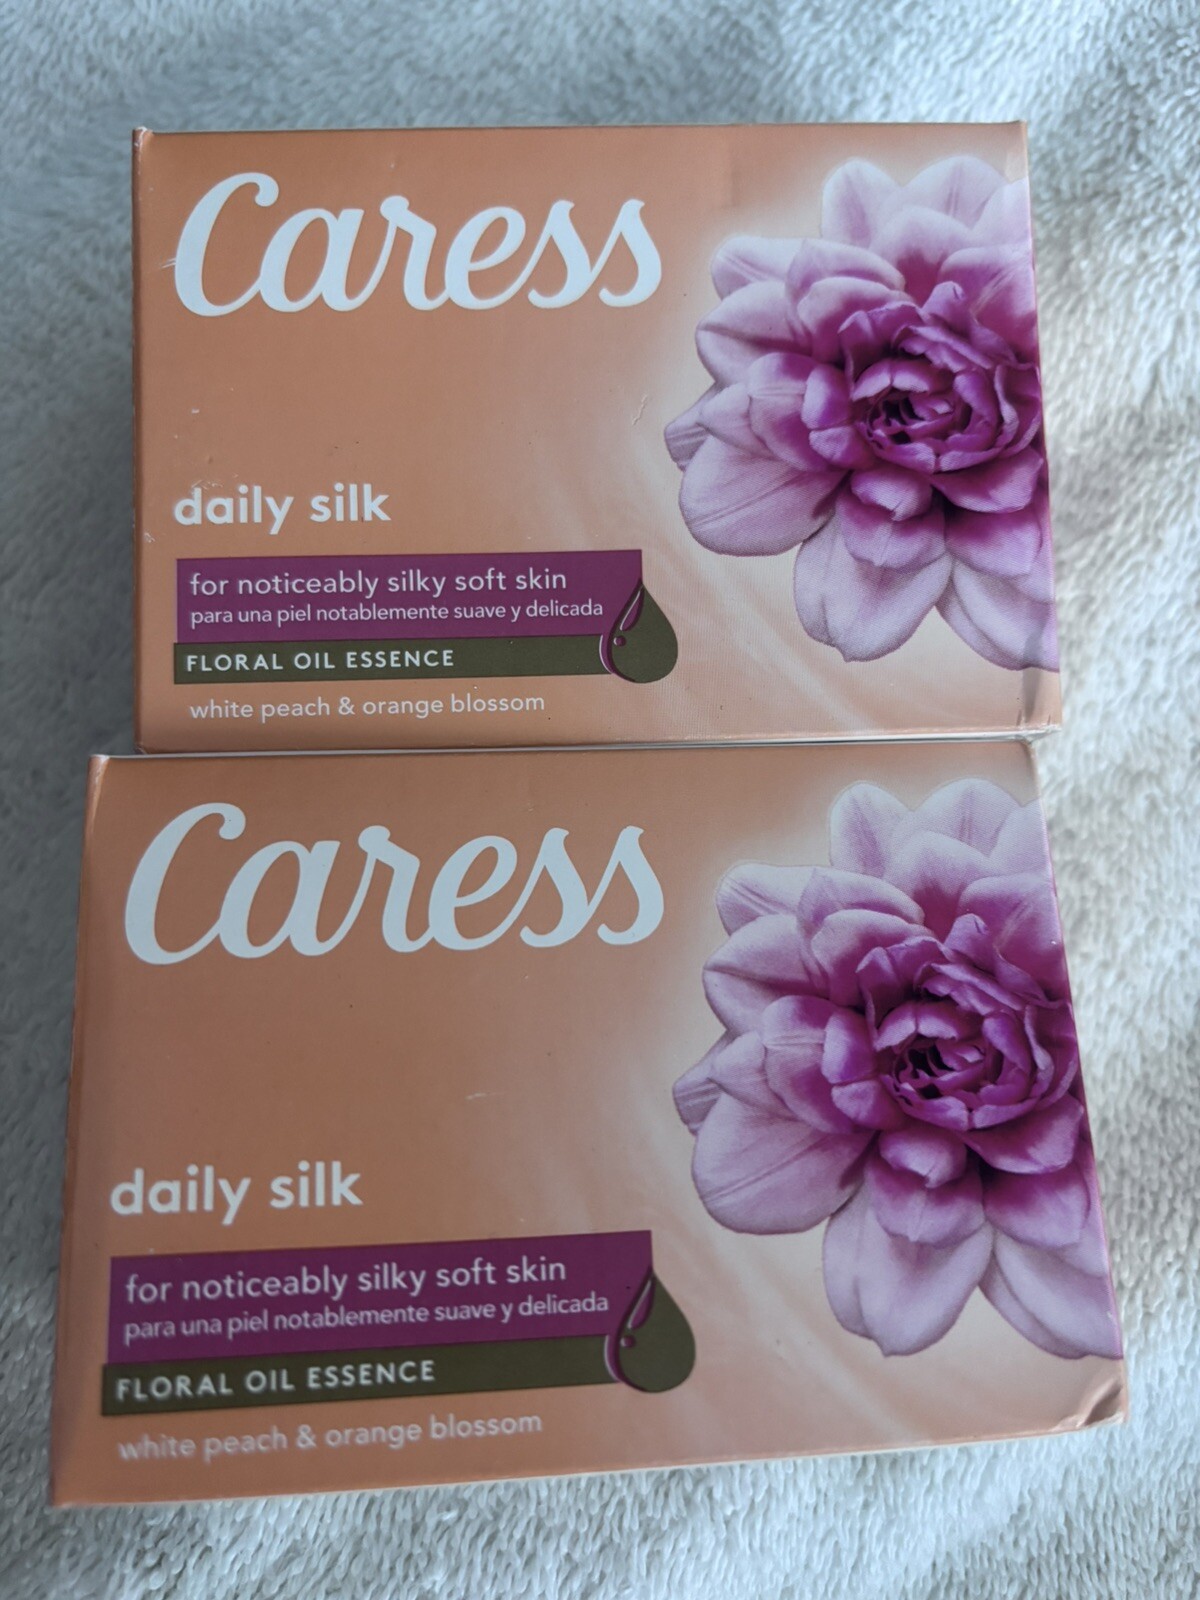 Caress
daily silk
for noticeably silky soft skin
para una piel notablemente suave y delicada
FLORAL OIL ESSENCE
white peach & orange blossom
Caress
daily silk
for noticeably silky soft skin
para una piel notablemente suave y delicada
FLORAL OIL ESSENCE
white peach & orange blossom